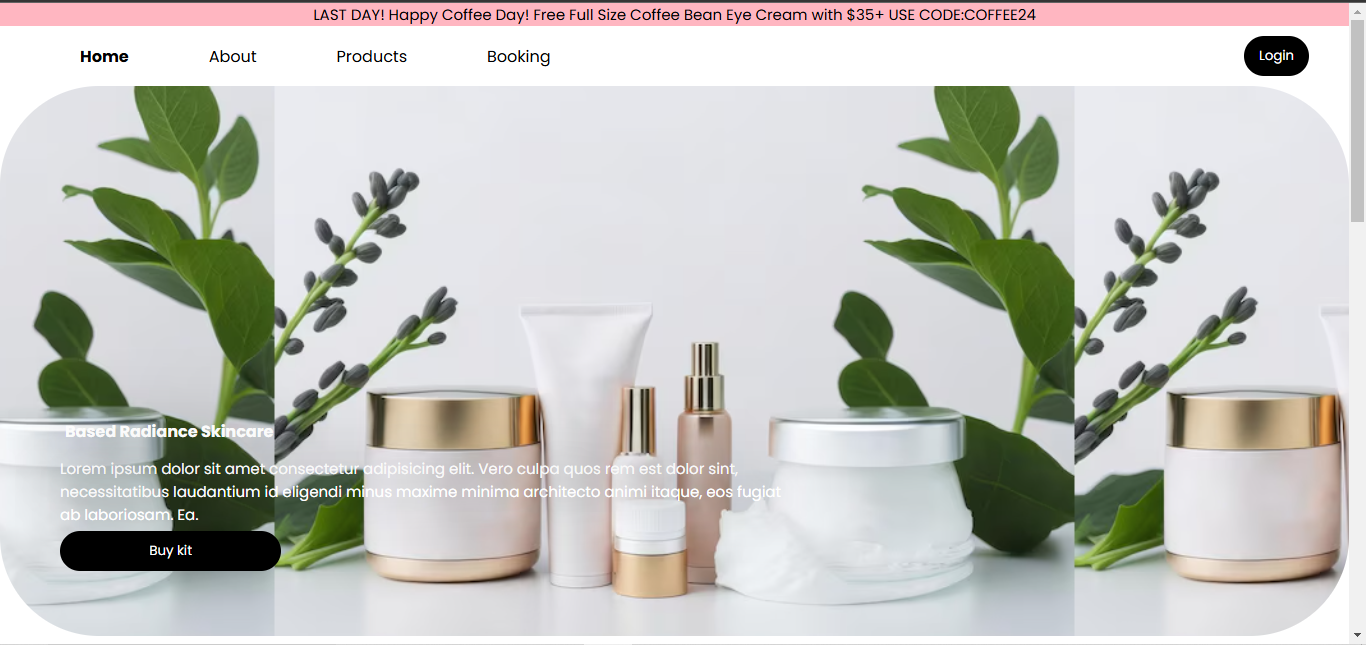 LAST DAY! Happy Coffee Day! Free Full Size Coffee Bean Eye Cream with $35+ USE CODE:COFFEE24
Home About Products Booking Login
Based Radiance Skincare
Lorem ipsum dolor sit amet consectetur adipisicing elit. Vero culpa quos rem est dolor sint,
necessitatibus laudantium id eligendi minus maxime minima architecto animi itaque, eos fugiat
ab laboriosam. Ea.
Buy kit